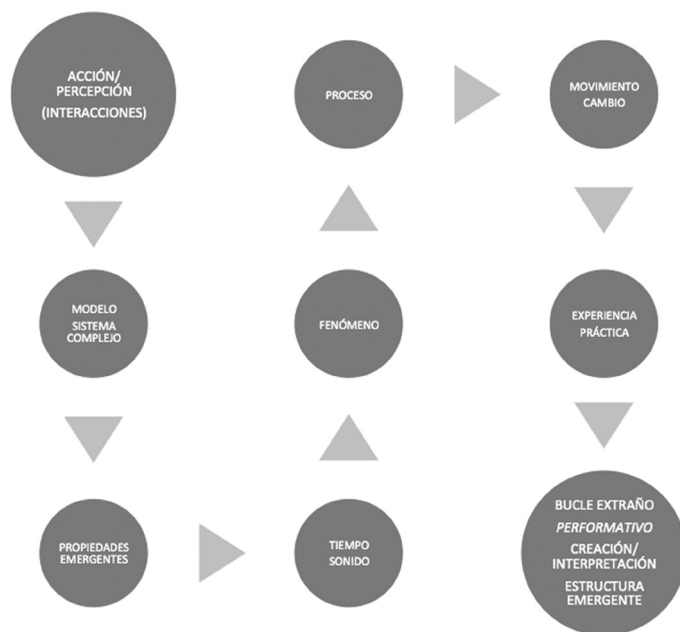 ACCIÓN/
PERCEPCIÓN
(INTERACCIONES)
MODELO
SISTEMA
COMPLEJO
PROPIEDADES
EMERGENTES
TIEMPO
SONIDO
FENÓMENO
PROCESO
MOVIMIENTO
CAMBIO
EXPERIENCIA
PRÁCTICA
BUCLE EXTRAÑO
PERFORMATIVO
CREACIÓN/
INTERPRETACIÓN
ESTRUCTURA
EMERGENTE